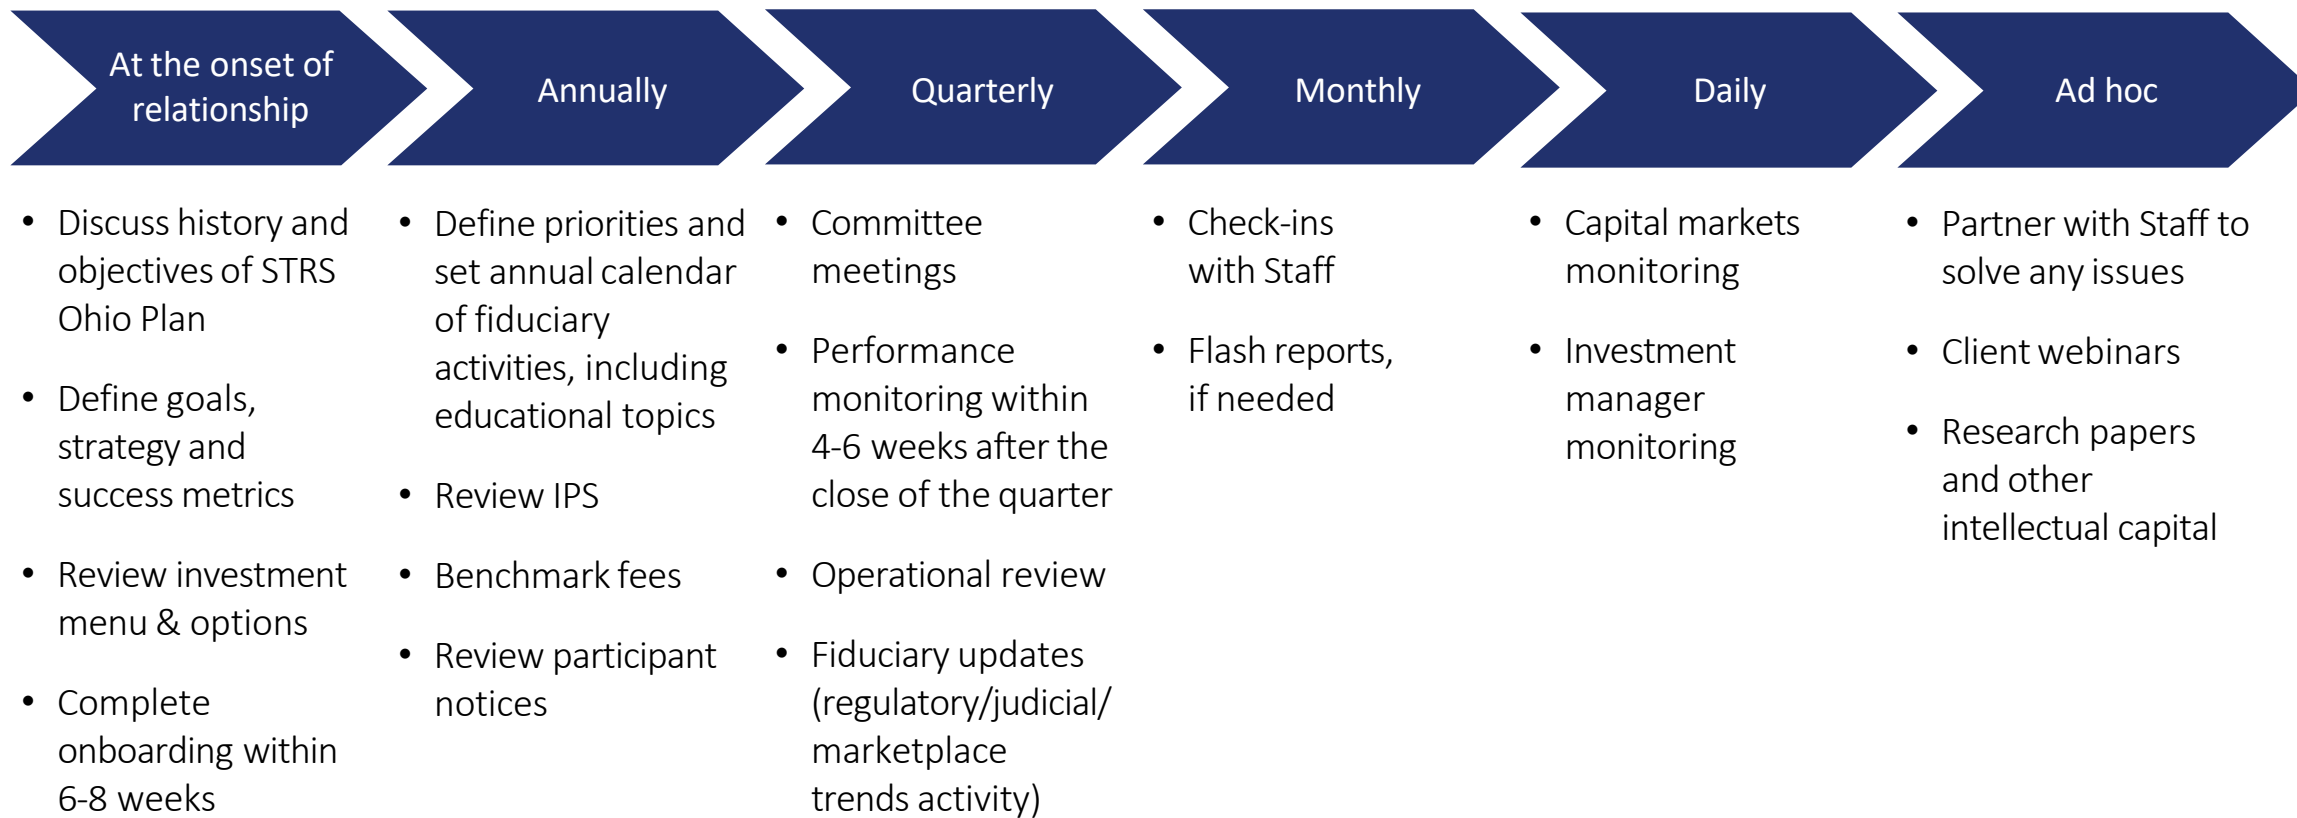 At the onset of
relationship
Annually
Quarterly
Monthly
Daily
Ad hoc
• Discuss history and
objectives of STRS
Ohio Plan
• Define goals,
strategy and
success metrics
• Review investment
menu & options
• Complete
onboarding within
6-8 weeks
• Define priorities and
set annual calendar
of fiduciary
activities, including
educational topics
• Review IPS
• Benchmark fees
• Review participant
notices
• Committee
meetings
• Performance
monitoring within
4-6 weeks after the
close of the quarter
• Operational review
• Fiduciary updates
(regulatory/judicial/
marketplace
trends activity)
• Check-ins
with Staff
• Flash reports,
if needed
• Capital markets
monitoring
• Investment
manager
monitoring
• Partner with Staff to
solve any issues
• Client webinars
• Research papers
and other
intellectual capital